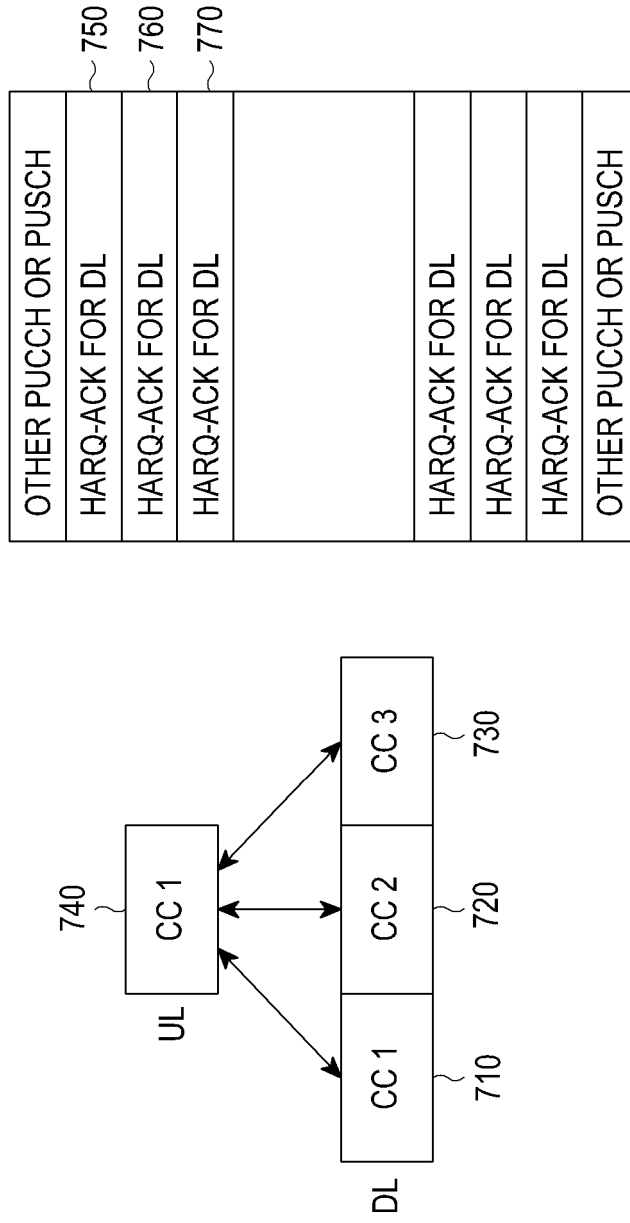 740
CC 1
UL
CC 1
CC 2
CC 3
DL
710
720
730
OTHER PUCCH OR PUSCH
HARQ-ACK FOR DL
750
HARQ-ACK FOR DL
760
HARQ-ACK FOR DL
770
HARQ-ACK FOR DL
HARQ-ACK FOR DL
HARQ-ACK FOR DL
OTHER PUCCH OR PUSCH